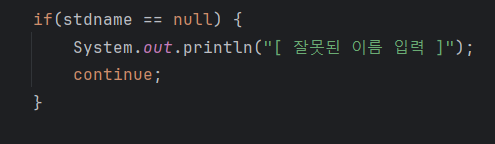 if(stdname == null) {
    System.out.println("[ 잘못된 이름 입력 ]");
    continue;
}